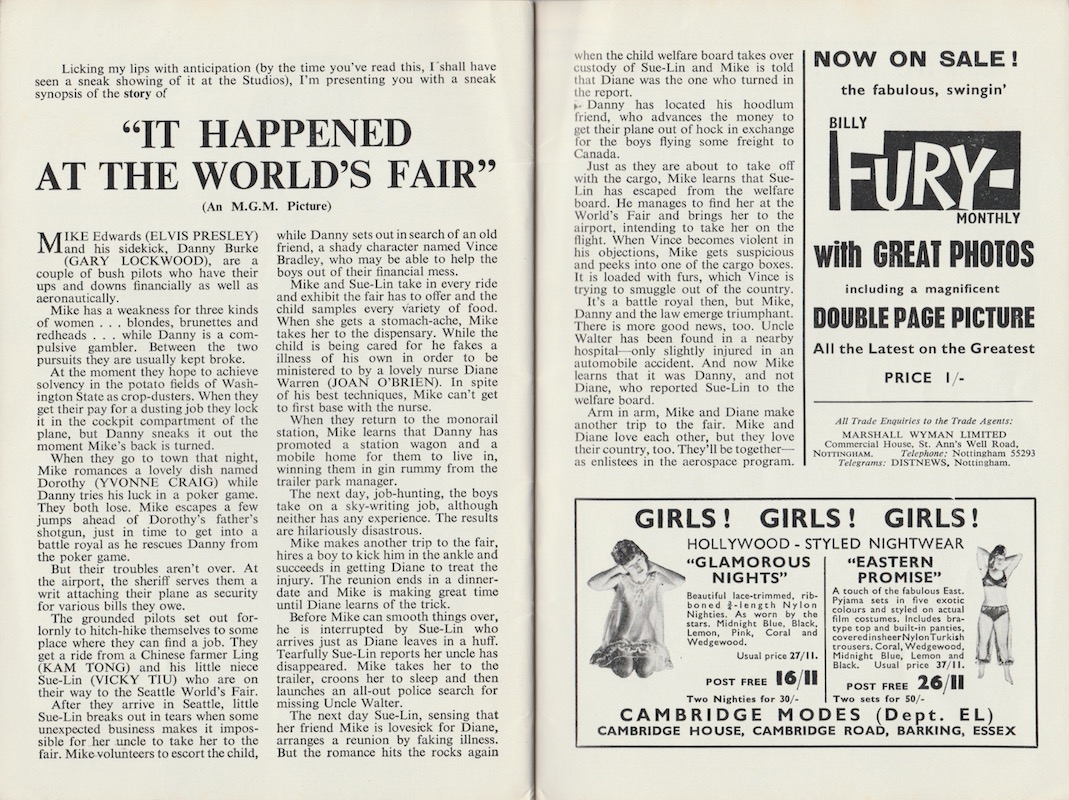 Licking my lips with anticipation (by the time you've read this, I shall have
seen a sneak showing of it at the Studios), I'm presenting you with a sneak
synopsis of the story of
"IT HAPPENED
AT THE WORLD'S FAIR"
(An M.G.M. Picture)
MIKE Edwards (ELVIS PRESLEY)
and his sidekick, Danny Burke
(GARY LOCKWOOD), are a
couple of bush pilots who have their
ups and downs financially as well as
aeronautically.
Mike has a weakness for three kinds
of women . . . blondes, brunettes and
redheads . . . while Danny is a com-
pulsive gambler. Between the two
pursuits they are usually kept broke.
At the moment they hope to achieve
solvency in the potato fields of Wash-
ington State as crop-dusters. When they
get their pay for a dusting job they lock
it in the cockpit compartment of the
plane, but Danny sneaks it out the
moment Mike's back is turned.
When they go to town that night,
Mike romances a lovely dish named
Dorothy (YVONNE CRAIG) while
Danny tries his luck in a poker game.
They both lose. Mike escapes a few
jumps ahead of Dorothy's father's
shotgun, just in time to get into a
battle royal as he rescues Danny from
the poker game.
But their troubles aren't over. At
the airport, the sheriff serves them a
writ attaching their plane as security
for various bills they owe.
The grounded pilots set out for-
lornly to hitch-hike themselves to some
place where they can find a job. They
get a ride from a Chinese farmer Ling
(KAM TONG) and his little niece
Sue-Lin (VICKY TIU) who are on
their way to the Seattle World's Fair.
After they arrive in Seattle, little
Sue-Lin breaks out in tears when some
unexpected business makes it impos-
sible for her uncle to take her to the
fair. Mike volunteers to escort the child,
while Danny sets out in search of an old
friend, a shady character named Vince
Bradley, who may be able to help the
boys out of their financial mess.
Mike and Sue-Lin take in every ride
and exhibit the fair has to offer and the
child samples every variety of food.
When she gets a stomach-ache, Mike
takes her to the dispensary. While the
child is being cared for he fakes a
illness of his own in order to be
ministered to by a lovely nurse Diane
Warren (JOAN O'BRIEN). In spite
of his best techniques, Mike can't get
to first base with the nurse.
When they return to the monorail
station, Mike learns that Danny has
promoted a station wagon and a
mobile home for them to live in,
winning them in gin rummy from the
trailer park manager.
The next day, job-hunting, the boys
take on a sky-writing job, although
neither has any experience. The results
are hilariously disastrous.
Mike makes another trip to the fair,
hires a boy to kick him in the ankle and
succeeds in getting Diane to treat the
injury. The reunion ends in a dinner-
date and Mike is making great time
until Diane learns of the trick.
Before Mike can smooth things over,
he is interrupted by Sue-Lin who
arrives just as Diane leaves in a huff.
Tearfully Sue-Lin reports her uncle has
disappeared. Mike takes her to the
trailer, croons her to sleep and then
launches an all-out police search for
missing Uncle Walter.
The next day Sue-Lin, sensing that
her friend Mike is lovesick for Diane,
arranges a reunion by faking illness.
But the romance hits the rocks again
when the child welfare board takes over
custody of Sue-Lin and Mike is told
that Diane was the one who turned in
the report.
Danny has located his hoodlum
friend, who advances the money to
get their plane out of hock in exchange
for the boys flying some freight to
Canada.
Just as they are about to take off
with the cargo, Mike learns that Sue-
Lin has escaped from the welfare
board. He manages to find her at the
World's Fair and brings her to the
airport, intending to take her on the
flight. When Vince becomes violent in
his objections, Mike gets suspicious
and peeks into one of the cargo boxes.
It is loaded with furs, which Vince is
trying to smuggle out of the country.
It's a battle royal then, but Mike,
Danny and the law emerge triumphant.
There is more good news, too. Uncle
Walter has been found in a nearby
hospital—only slightly injured in an
automobile accident. And now Mike
learns that it was Danny, and not
Diane, who reported Sue-Lin to the
welfare board.
Arm in arm, Mike and Diane make
another trip to the fair. Mike and
Diane love each other, but they love
their country, too. They'll be together—
as enlistees in the aerospace program.
NOW ON SALE!
the fabulous, swingin'
BILLY
FURY-
MONTHLY
with GREAT PHOTOS
including a magnificent
DOUBLE PAGE PICTURE
All the Latest on the Greatest
PRICE 1/-
All Trade Enquiries to the Trade Agents:
MARSHALL WYMAN LIMITED
Commercial House, St. Ann's Well Road,
NOTTINGHAM. Telephone: Nottingham 55293
Telegrams: DISTNEWS, Nottingham.
GIRLS! GIRLS! GIRLS!
HOLLYWOOD - STYLED NIGHTWEAR
"GLAMOROUS
NIGHTS"
Beautiful lace-trimmed, rib-
boned ¾-length Nylon
Nighties. As worn by the
stars. Midnight Blue, Black,
Lemon, Pink, Coral and
Wedgewood.
Usual price 27/11.
POST FREE 16/11
Two Nighties for 30/-
"EASTERN
PROMISE"
A touch of the fabulous East.
Pyjama sets in five exotic
colours and styled on actual
film costumes. Includes bra-
type top and built-in panties,
covered in sheer Nylon Turkish
trousers. Coral, Wedgewood,
Midnight Blue, Lemon and
Black. Usual price 37/11.
POST FREE 26/11
Two sets for 50/-
CAMBRIDGE MODES (Dept. EL)
CAMBRIDGE HOUSE, CAMBRIDGE ROAD, BARKING, ESSEX